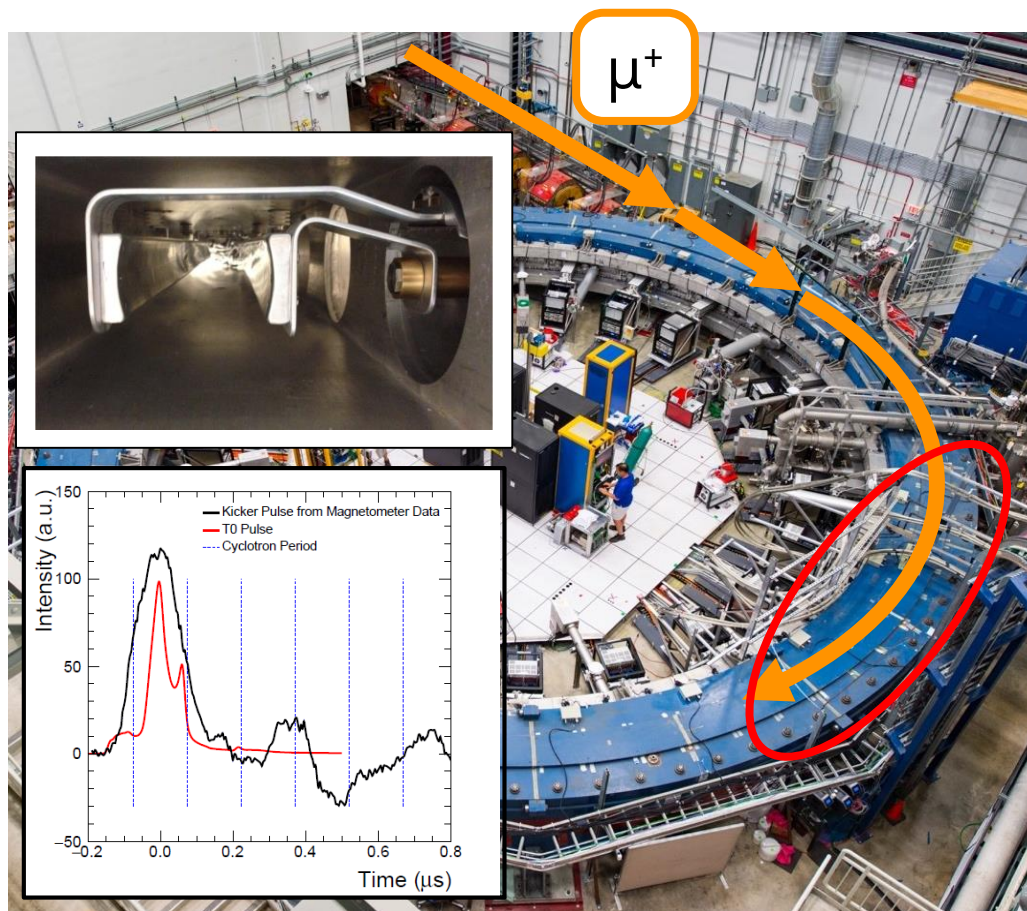 μ⁺
150
100
50
0
−50
Intensity (a.u.)
Kicker Pulse from Magnetometer Data
T0 Pulse
Cyclotron Period
−0.2 0.0 0.2 0.4 0.6 0.8
Time (μs)